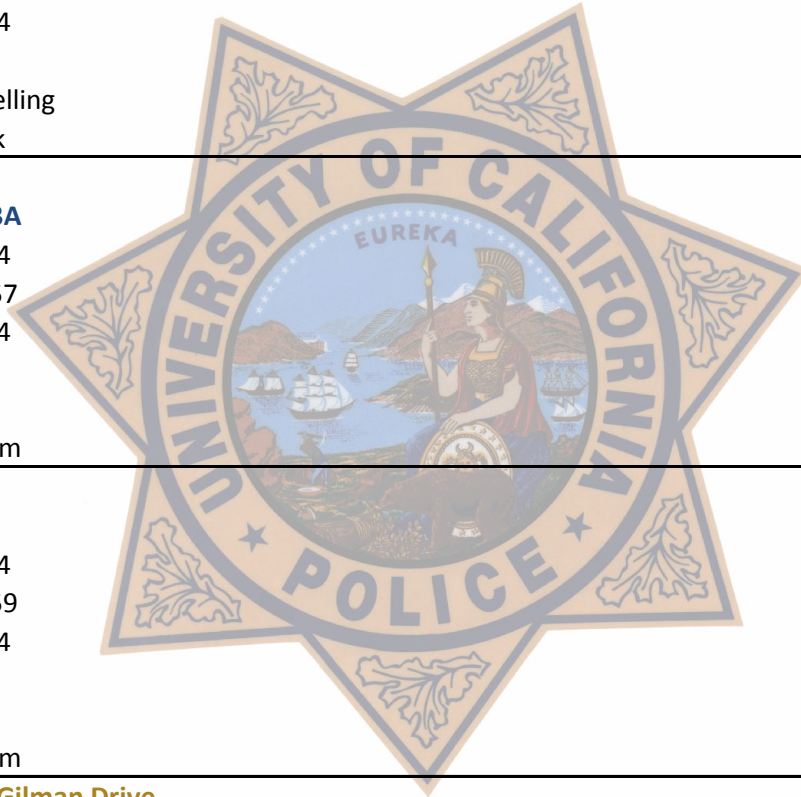 4
elling
k
BA
4
57
4
m
4
59
4
m
Gilman Drive
UNIVERSITY OF CALIFORNIA
EUREKA
POLICE